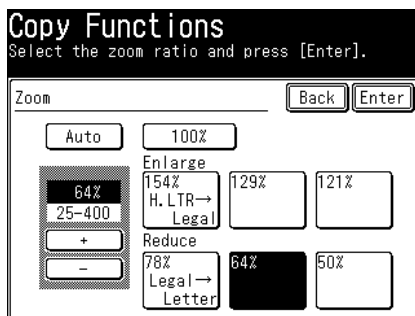 Copy Functions
Select the zoom ratio and press [Enter].
Zoom
Back
Enter
Auto
100%
64%
25-400
+
-
Enlarge
154%
H.LTR→
Legal
129%
121%
Reduce
78%
Legal→
Letter
64%
50%